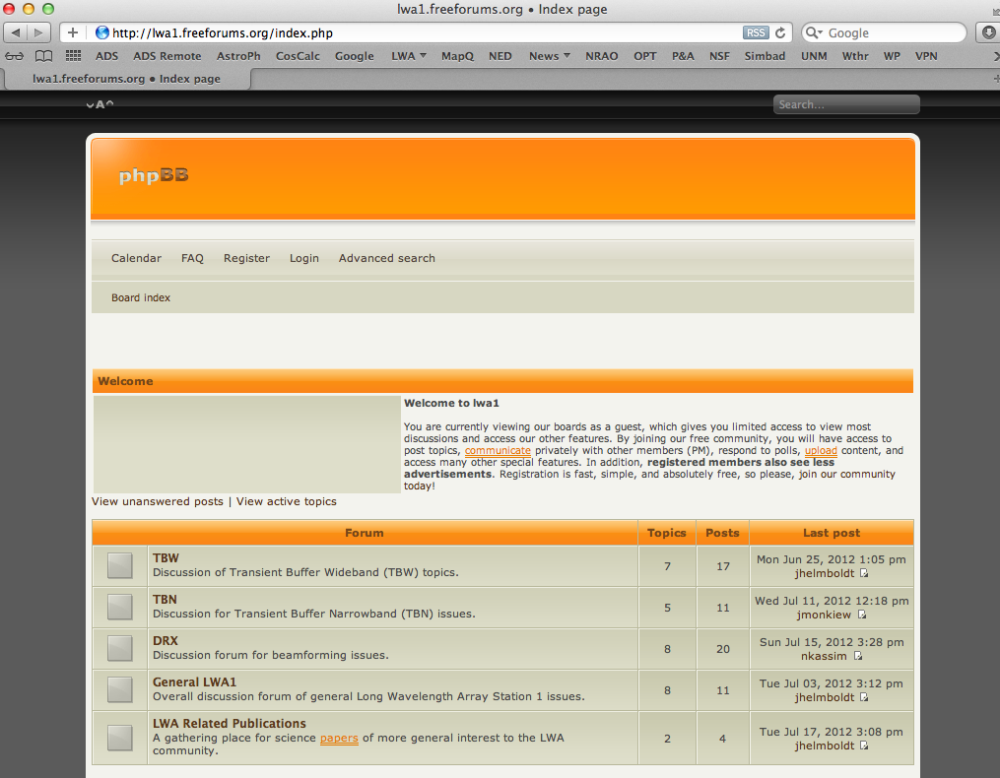 lwa1.freeforums.org • Index page
http://lwa1.freeforums.org/index.php RSS Google
ADS ADS Remote AstroPh CosCalc Google LWA MapQ NED News NRAO OPT P&A NSF Simbad UNM Wthr WP VPN
lwa1.freeforums.org • Index page
A Search...
phpBB
Calendar FAQ Register Login Advanced search
Board index
Welcome
Welcome to lwa1
You are currently viewing our boards as a guest, which gives you limited access to view most
discussions and access our other features. By joining our free community, you will have access to
post topics, communicate privately with other members (PM), respond to polls, upload content, and
access many other special features. In addition, registered members also see less
advertisements. Registration is fast, simple, and absolutely free, so please, join our community
today!
View unanswered posts | View active topics
Forum Topics Posts Last post
TBW
Discussion of Transient Buffer Wideband (TBW) topics.
7 17 Mon Jun 25, 2012 1:05 pm
jhelmboldt
TBN
Discussion for Transient Buffer Narrowband (TBN) issues.
5 11 Wed Jul 11, 2012 12:18 pm
jmonkiew
DRX
Discussion forum for beamforming issues.
8 20 Sun Jul 15, 2012 3:28 pm
nkassim
General LWA1
Overall discussion forum of general Long Wavelength Array Station 1 issues.
8 11 Tue Jul 03, 2012 3:12 pm
jhelmboldt
LWA Related Publications
A gathering place for science papers of more general interest to the LWA
community.
2 4 Tue Jul 17, 2012 3:08 pm
jhelmboldt